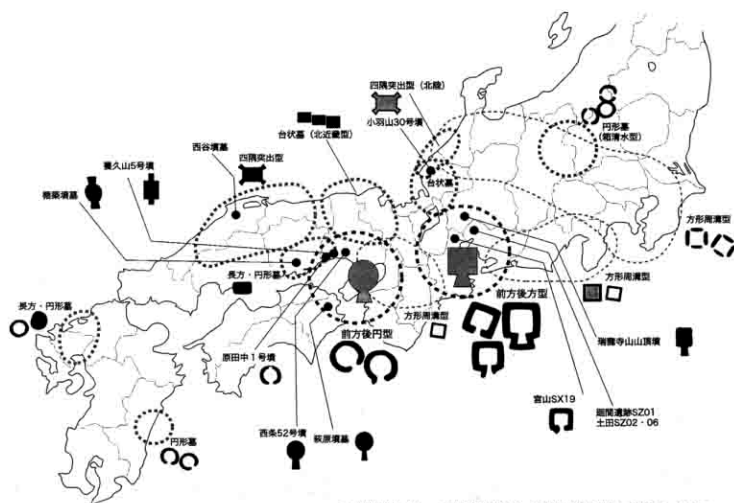 四隅突出型（北陸）
小羽山30号墳
円形墓
（箱清水型）
台状墓（北近畿型）
台状墓
西谷墳墓
四隅突出型
養久山5号墳
楯築墳墓
方形周溝型
長方・円形墓
方形周溝型
長方・円形墓
前方後方型
方形周溝型
前方後円型
瑞龍寺山山頂墳
原田中1号墳
宮山SX19
廻間遺跡SZ01
土田SZ02・06
円形墓
西条52号墳
萩原墳墓